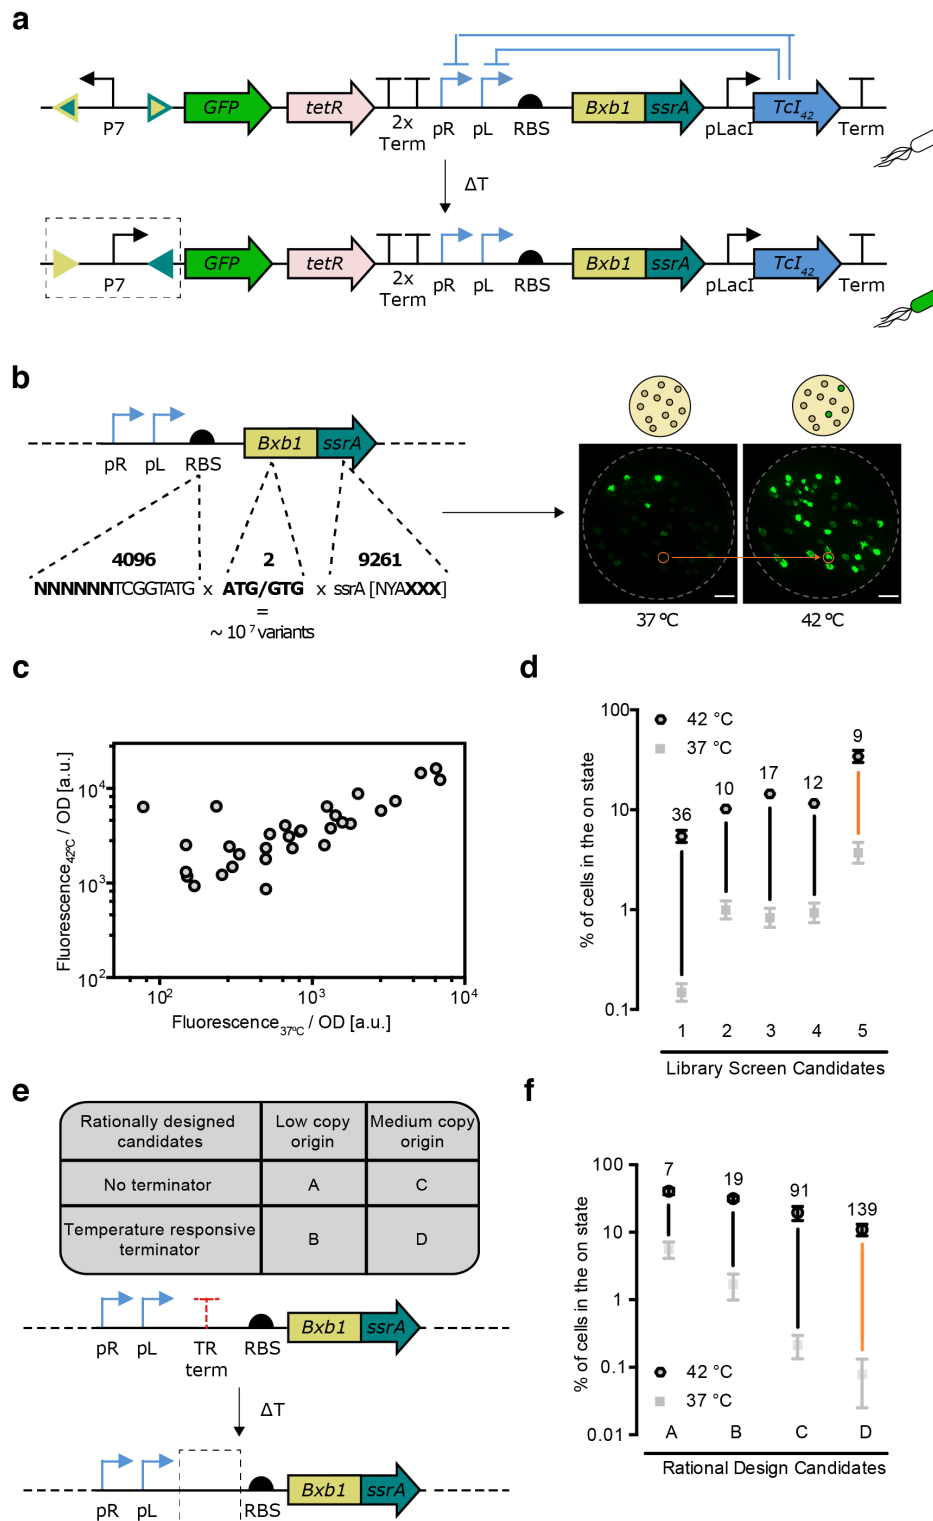 a
GFP
tetR
Bxb1
ssrA
TcI42
P7
2x
Term
pR
pL
RBS
pLacI
Term
ΔT
GFP
tetR
Bxb1
ssrA
TcI42
P7
2x
Term
pR
pL
RBS
pLacI
Term
b
Bxb1
ssrA
pR
pL
RBS
4096
2
9261
NNNNNNTCGGTATG x ATG/GTG x ssrA [NYAXXX]
=
~ 10 7 variants
37 ºC
42 ºC
c
Fluorescence42ºC / OD [a.u.]
104
103
102
102
103
104
Fluorescence37ºC / OD [a.u.]
d
% of cells in the on state
100
10
1
0.1
42 °C
37 °C
36
10
17
12
9
1 2 3 4 5
Library Screen Candidates
e
Rationally designed candidates
Low copy origin
Medium copy origin
No terminator
A
C
Temperature responsive terminator
B
D
Bxb1
ssrA
pR
pL
TR
term
RBS
ΔT
Bxb1
ssrA
pR
pL
RBS
f
% of cells in the on state
100
10
1
0.1
0.01
7
19
91
139
42 °C
37 °C
A B C D
Rational Design Candidates